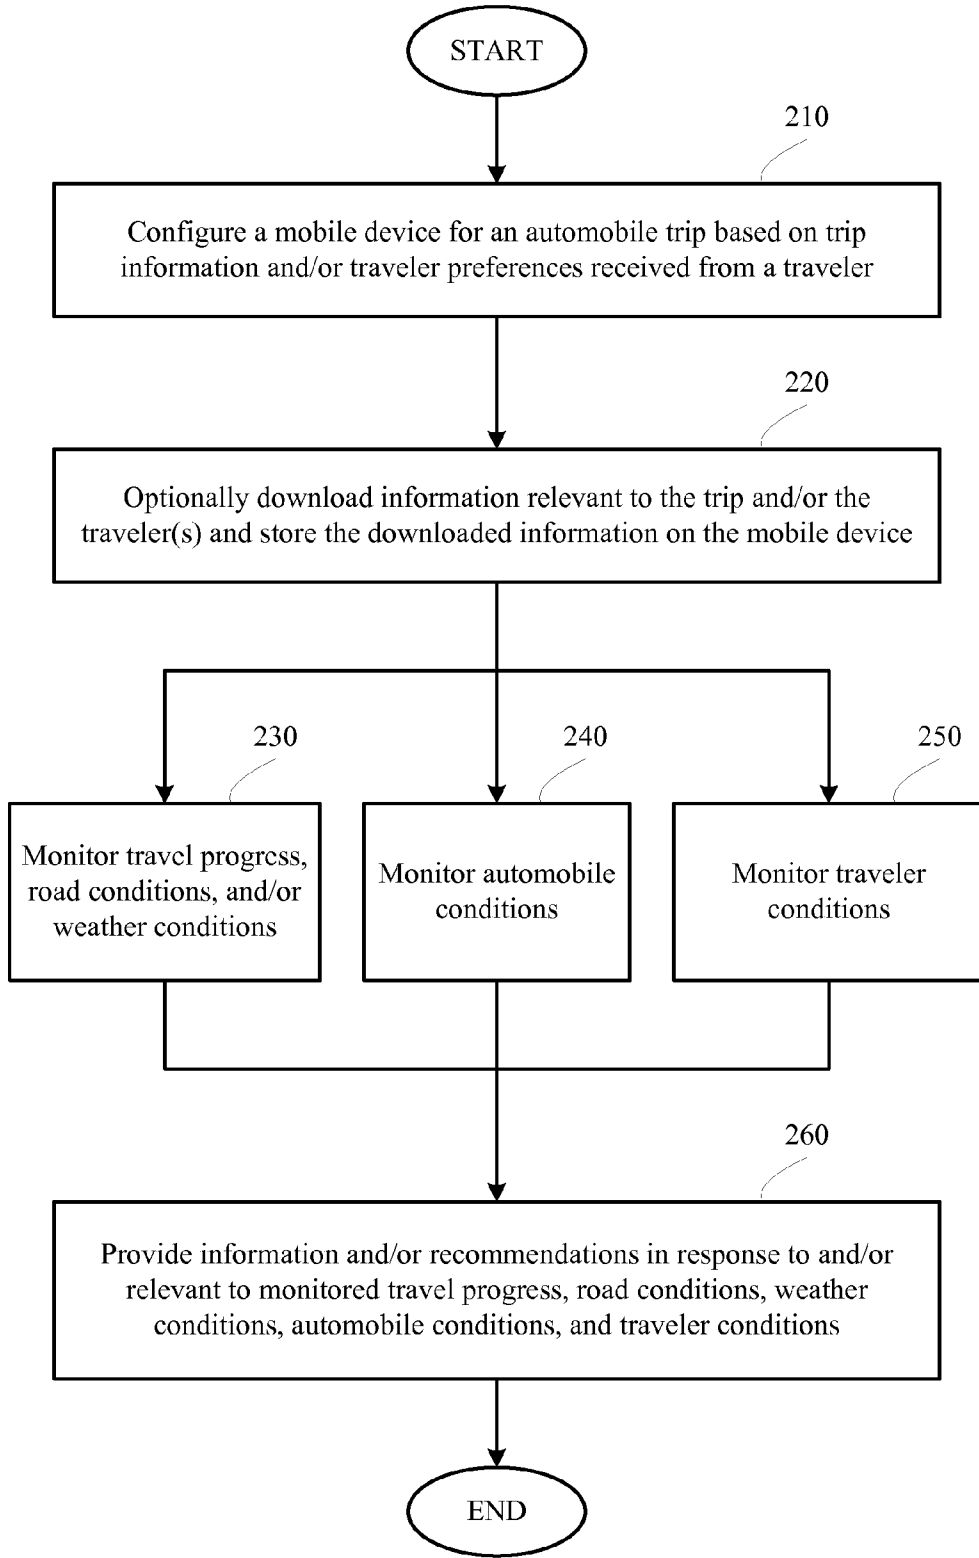 START
210
Configure a mobile device for an automobile trip based on trip
information and/or traveler preferences received from a traveler
220
Optionally download information relevant to the trip and/or the
traveler(s) and store the downloaded information on the mobile device
230
240
250
Monitor travel progress,
road conditions, and/or
weather conditions
Monitor automobile
conditions
Monitor traveler
conditions
260
Provide information and/or recommendations in response to and/or
relevant to monitored travel progress, road conditions, weather
conditions, automobile conditions, and traveler conditions
END